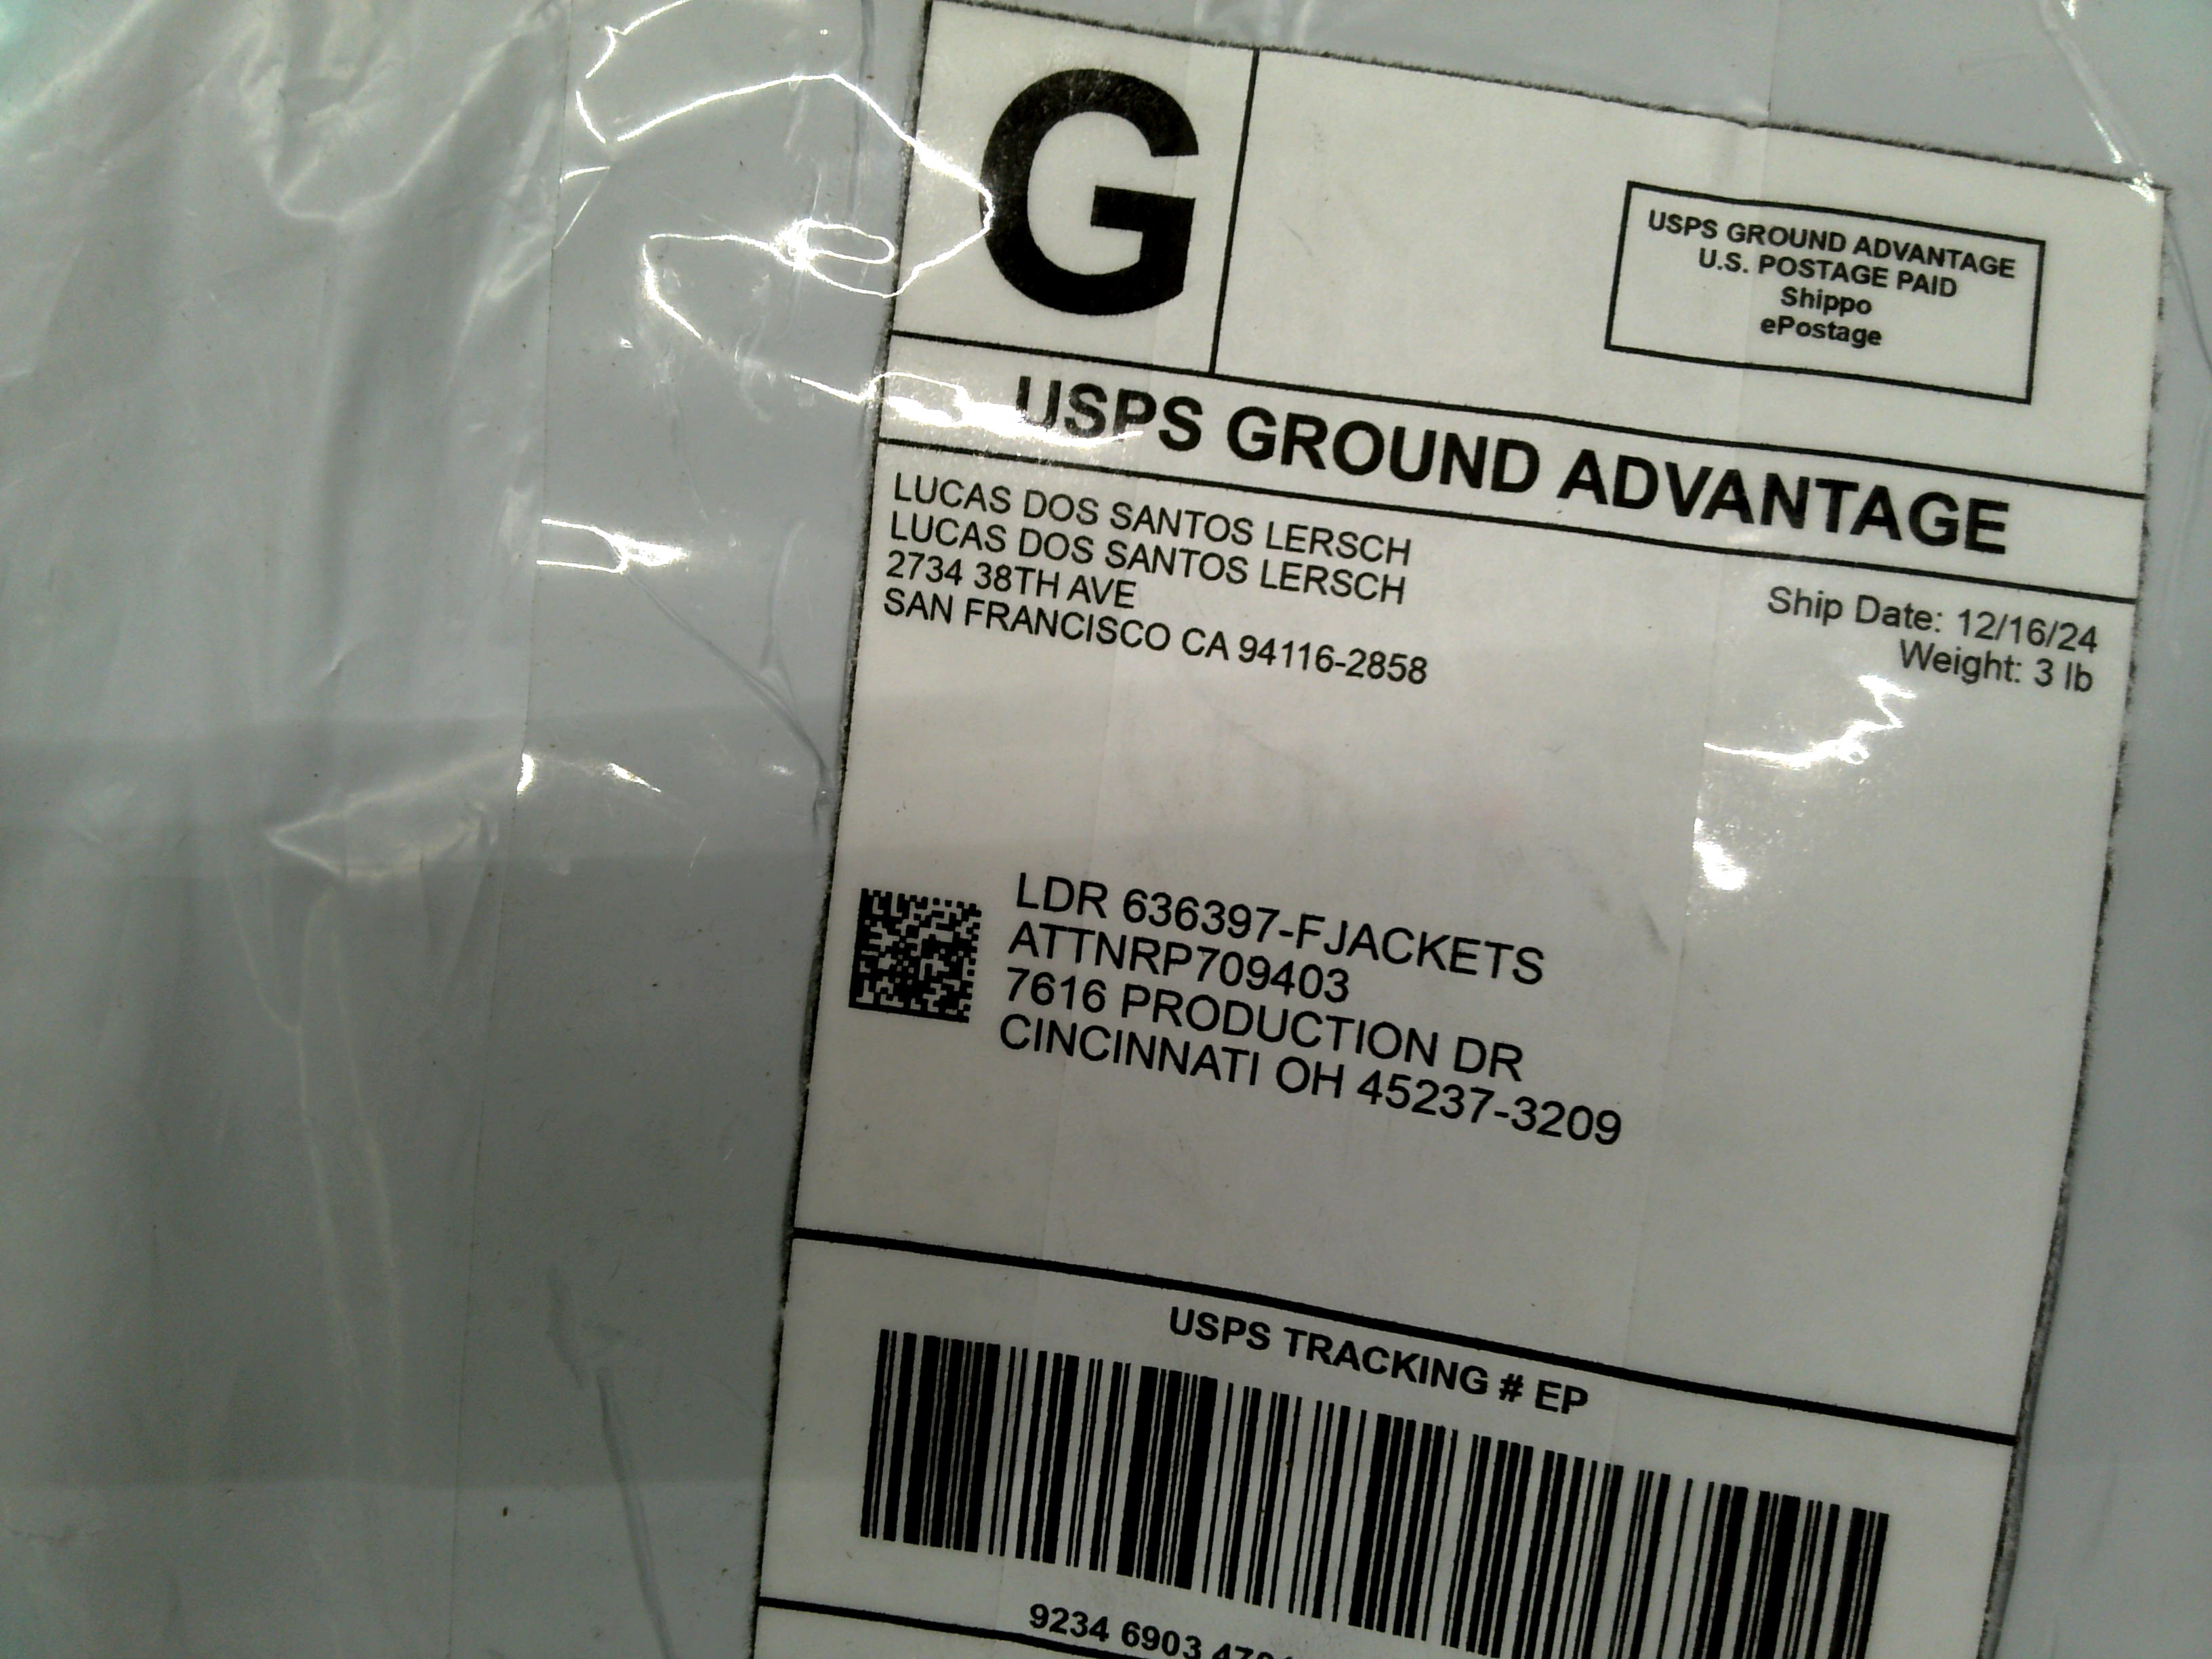 G
USPS GROUND ADVANTAGE
U.S. POSTAGE PAID
Shippo
ePostage
USPS GROUND ADVANTAGE
LUCAS DOS SANTOS LERSCH
LUCAS DOS SANTOS LERSCH
2734 38TH AVE
SAN FRANCISCO CA 94116-2858
Ship Date: 12/16/24
Weight: 3 lb
LDR 636397-FJACKETS
ATTNRP709403
7616 PRODUCTION DR
CINCINNATI OH 45237-3209
USPS TRACKING # EP
9234 6903